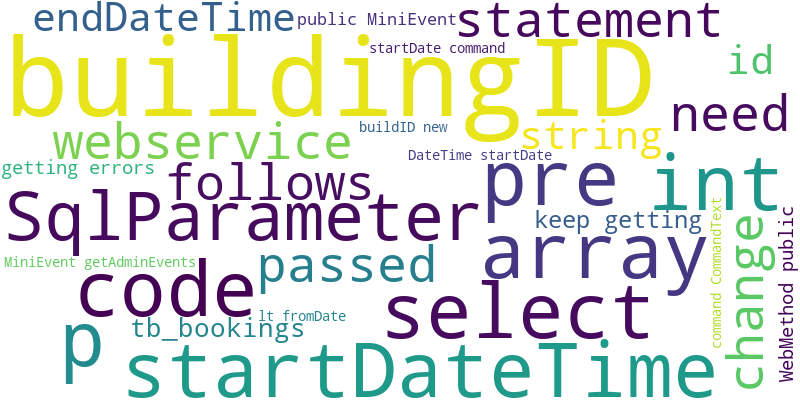 endDateTime
public MiniEvent
statement
startDate command
buildingID
id
need
webservice
buildID new
string
getting errors
DateTime startDate
follows
pre
int
SqlParameter
keep getting
array
command CommandText
change
WebMethod public
MiniEvent getAdminEvents
passed
code
select
lt fromDate
p
tb_bookings
startDateTime